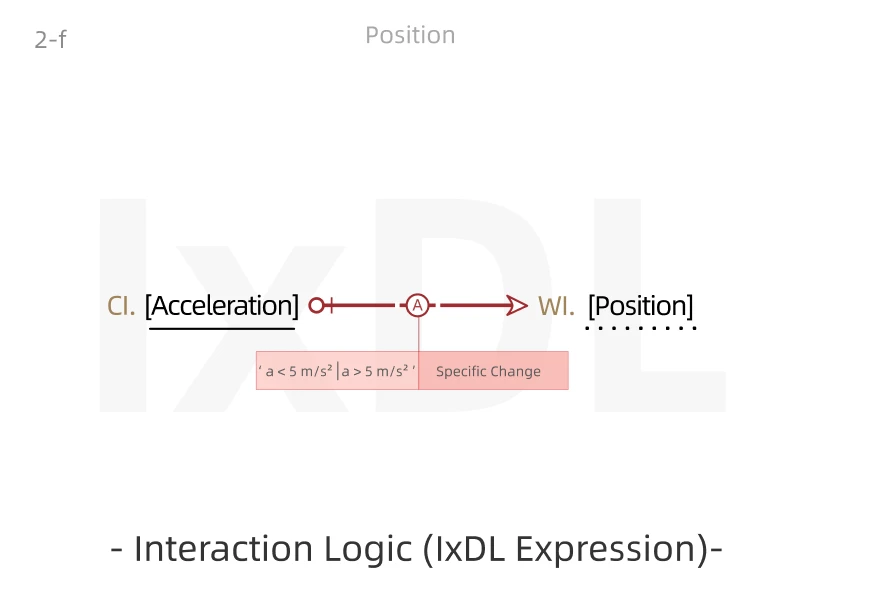 2-f
Position
IxDL
CI. [Acceleration] A WI. [Position]
‘ a < 5 m/s² | a > 5 m/s² ’ Specific Change
- Interaction Logic (IxDL Expression)-